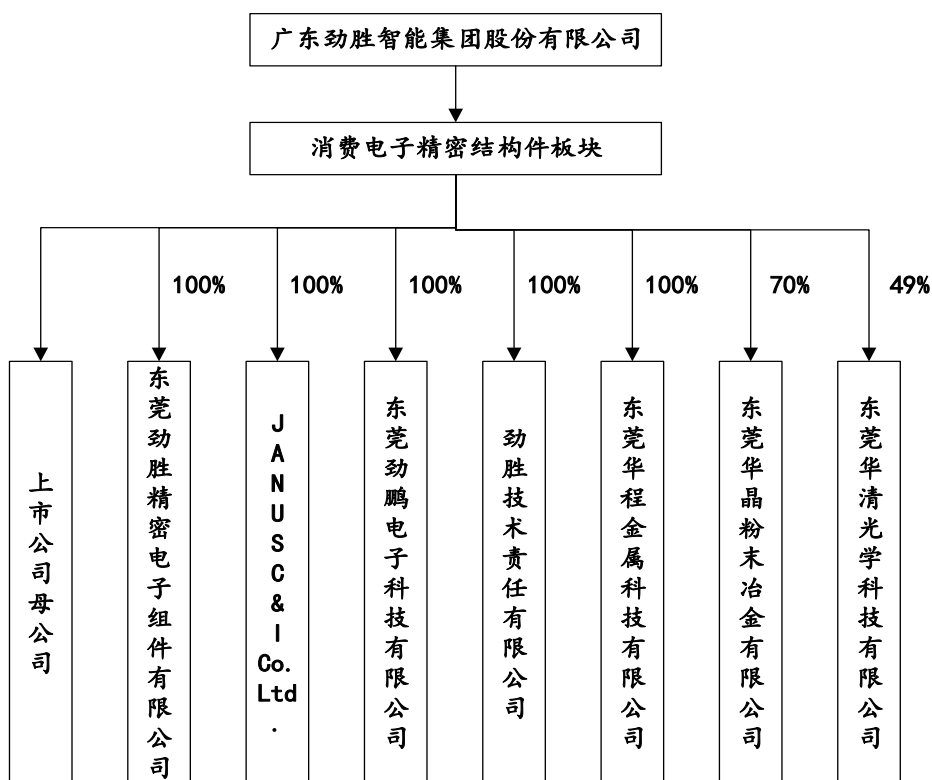 广东劲胜智能集团股份有限公司
消费电子精密结构件板块
100%
100%
100%
100%
100%
70%
49%
上市公司母公司
东莞劲胜精密电子组件有限公司
JANUSC&I Co. Ltd.
东莞劲鹏电子科技有限公司
劲胜技术责任有限公司
东莞华程金属科技有限公司
东莞华晶粉末冶金有限公司
东莞华清光学科技有限公司